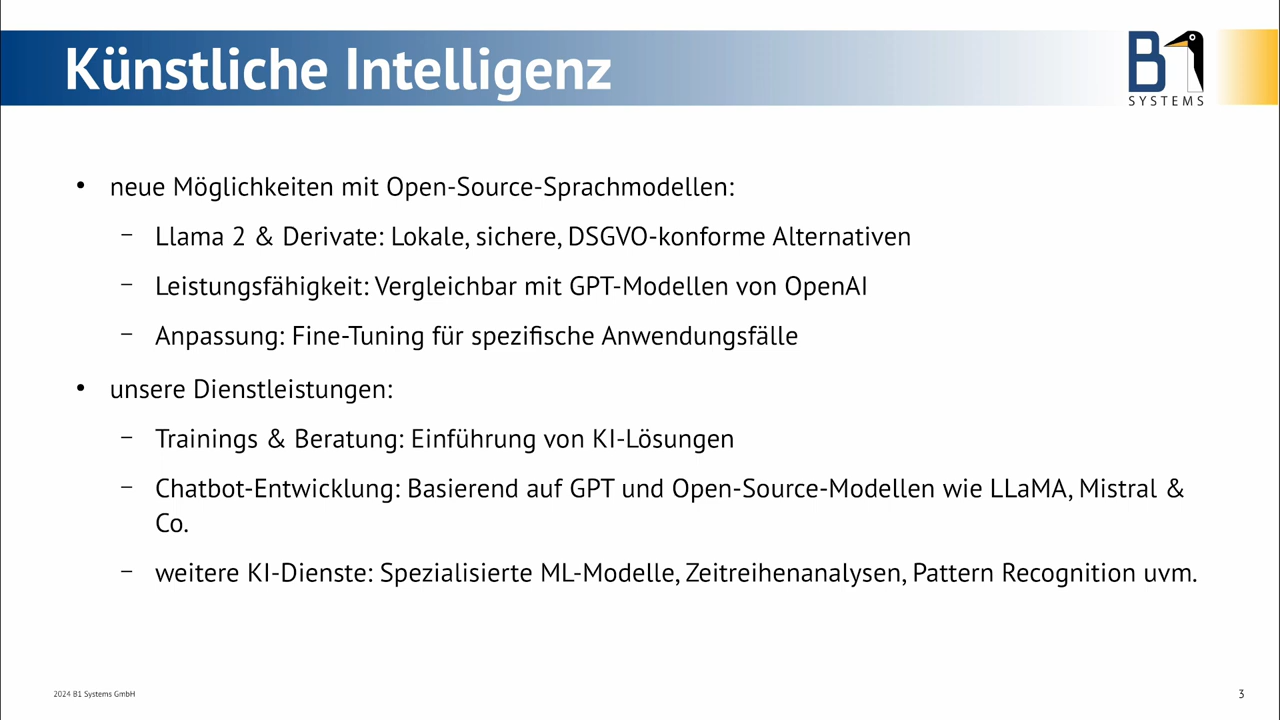 Künstliche Intelligenz
B1
SYSTEMS
• neue Möglichkeiten mit Open-Source-Sprachmodellen:
– Llama 2 & Derivate: Lokale, sichere, DSGVO-konforme Alternativen
– Leistungsfähigkeit: Vergleichbar mit GPT-Modellen von OpenAI
– Anpassung: Fine-Tuning für spezifische Anwendungsfälle
• unsere Dienstleistungen:
– Trainings & Beratung: Einführung von KI-Lösungen
– Chatbot-Entwicklung: Basierend auf GPT und Open-Source-Modellen wie LLaMA, Mistral &
Co.
– weitere KI-Dienste: Spezialisierte ML-Modelle, Zeitreihenanalysen, Pattern Recognition uvm.
2024 B1 Systems GmbH
3